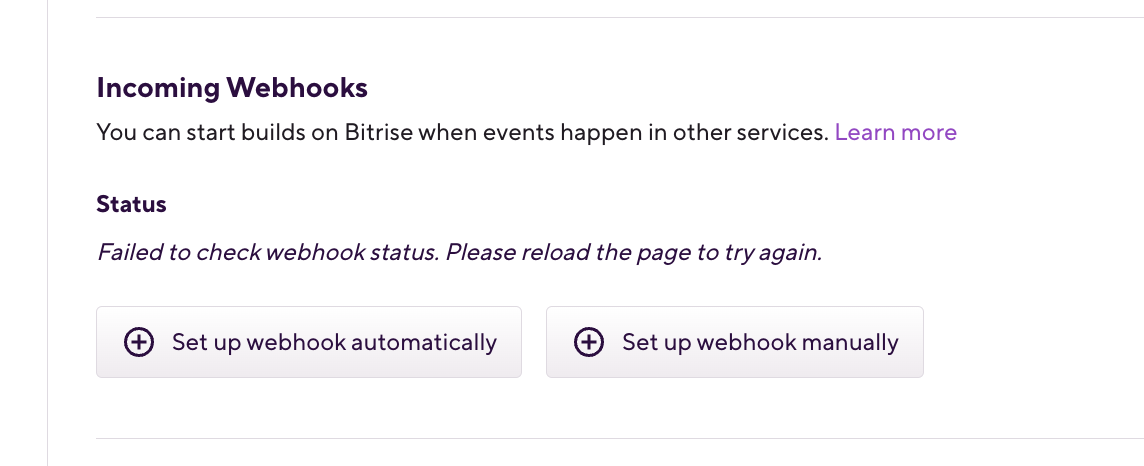 Incoming Webhooks
You can start builds on Bitrise when events happen in other services. Learn more
Status
Failed to check webhook status. Please reload the page to try again.
Set up webhook automatically
Set up webhook manually